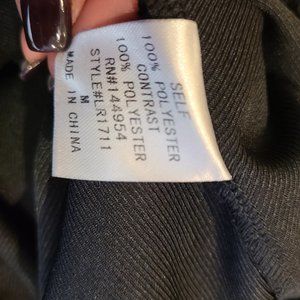 SELF
100% POLYESTER
CONTRAST
100% POLYESTER
RN#144954
STYLE#LR1711
M
MADE IN CHINA